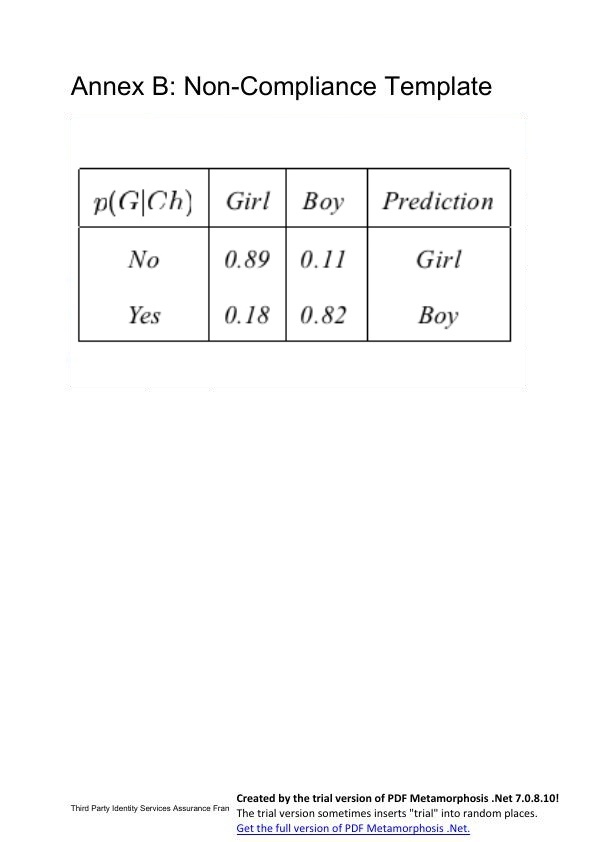 Annex B: Non-Compliance Template
p(G|Ch) Girl Boy Prediction
No 0.89 0.11 Girl
Yes 0.18 0.82 Boy
Third Party Identity Services Assurance Fran
Created by the trial version of PDF Metamorphosis .Net 7.0.8.10!
The trial version sometimes inserts "trial" into random places.
Get the full version of PDF Metamorphosis .Net.